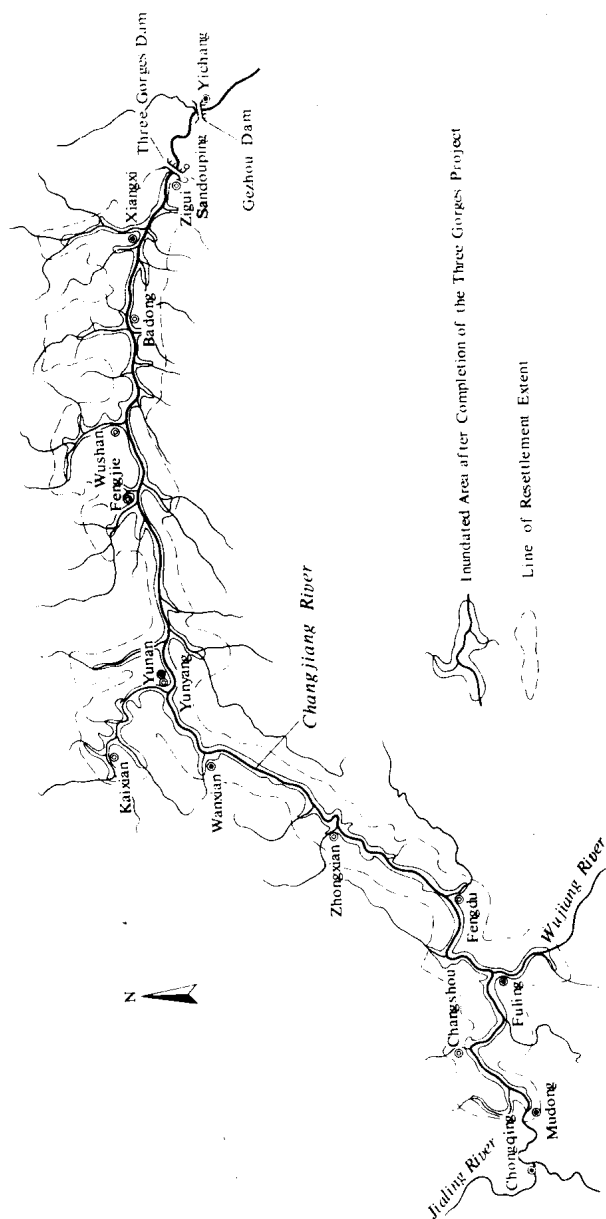 Three Gorges Dam
Yichang
Xiangxi
Zigui
Sandouping
Gezhou Dam
Badong
Wushan
Fengjie
Yunan
Yunyang
Kaixian
Wanxian
Changjiang River
Zhongxian
N
Fengdu
Wujiang River
Changshou
Fuling
Mudong
Chongqing
Jialing River
Inundated Area after Completion of the Three Gorges Project
Line of Resettlement Extent